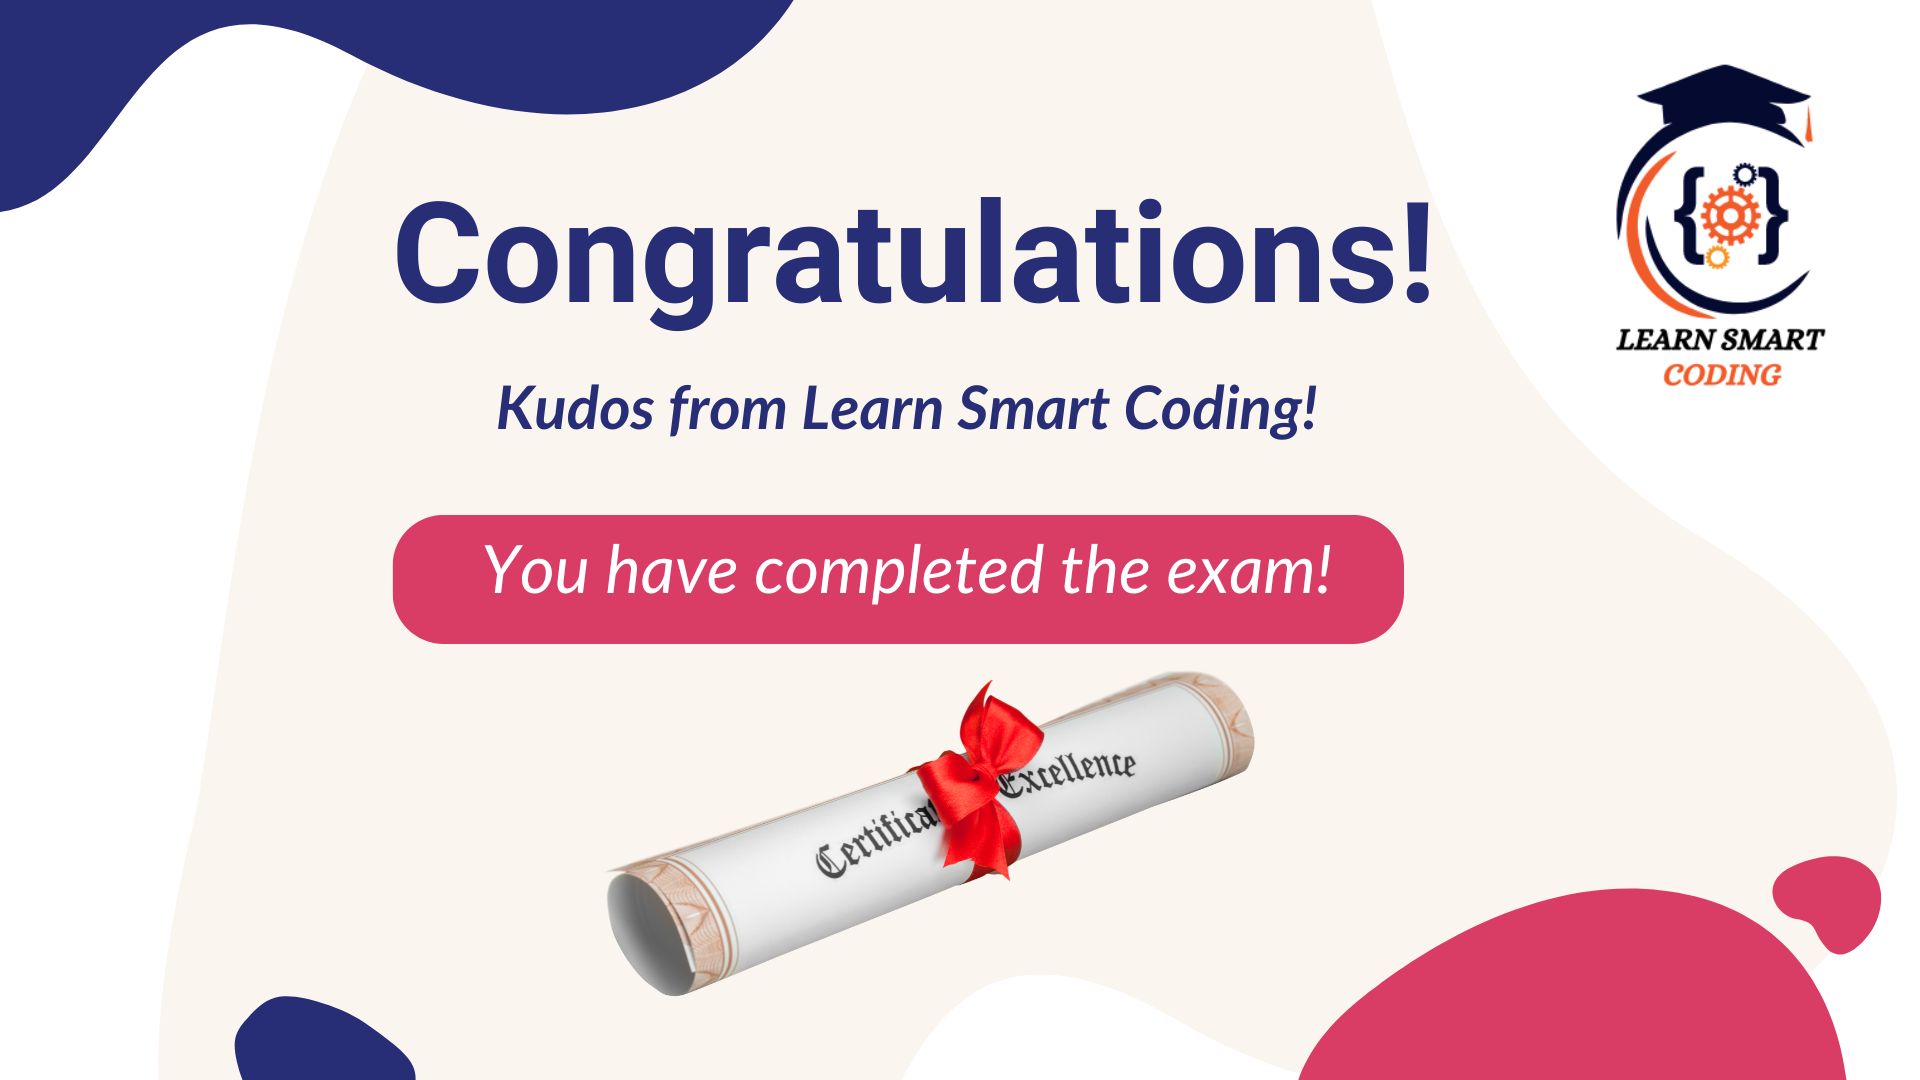 Congratulations!
LEARN SMART
CODING
Kudos from Learn Smart Coding!
You have completed the exam!
Excellence